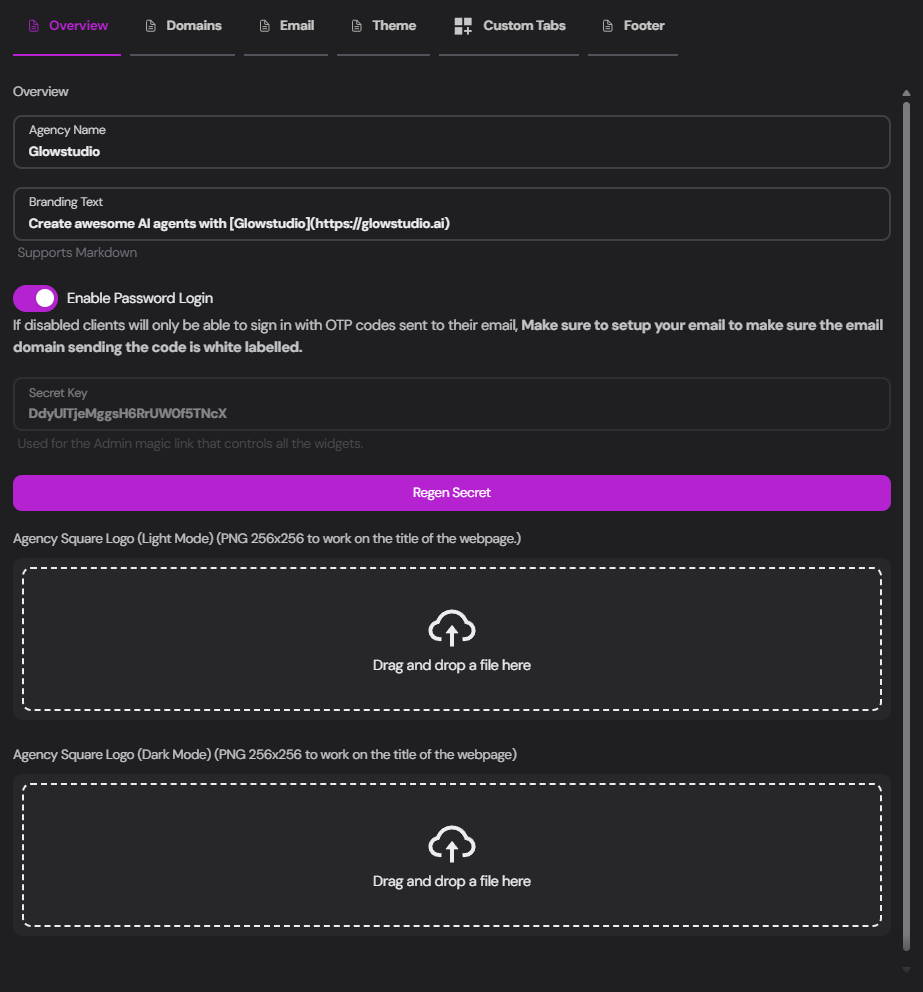 Overview
Domains
Email
Theme
Custom Tabs
Footer
Overview
Agency Name
Glowstudio
Branding Text
Create awesome AI agents with [Glowstudio](https://glowstudio.ai)
Supports Markdown
Enable Password Login
If disabled clients will only be able to sign in with OTP codes sent to their email, Make sure to setup your email to make sure the email
domain sending the code is white labelled.
Secret Key
DdyUlTjeMggsH6RrUW0f5TNcX
Used for the Admin magic link that controls all the widgets.
Regen Secret
Agency Square Logo (Light Mode) (PNG 256x256 to work on the title of the webpage.)
Drag and drop a file here
Agency Square Logo (Dark Mode) (PNG 256x256 to work on the title of the webpage)
Drag and drop a file here